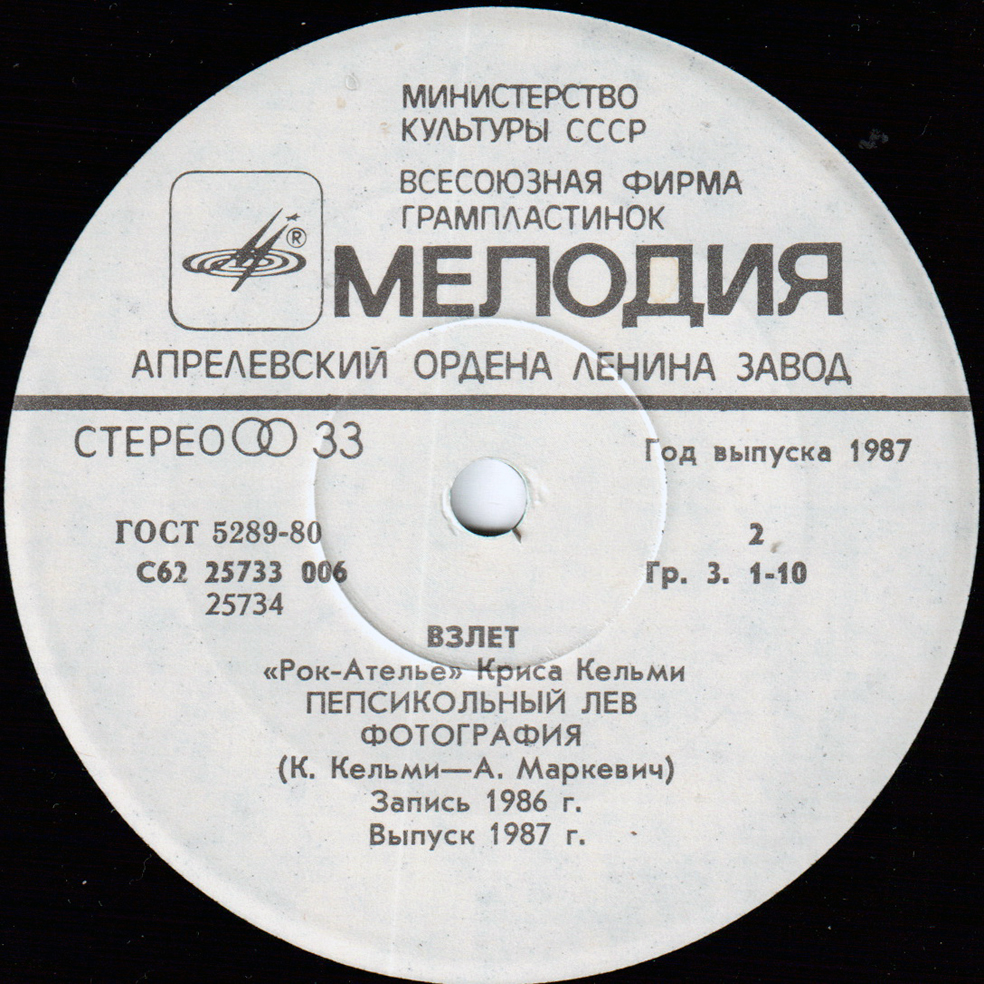 МИНИСТЕРСТВО
КУЛЬТУРЫ СССР
ВСЕСОЮЗНАЯ ФИРМА
ГРАМПЛАСТИНОК
®
МЕЛОДИЯ
АПРЕЛЕВСКИЙ ОРДЕНА ЛЕНИНА ЗАВОД
СТЕРЕО 33
Год выпуска 1987
ГОСТ 5289-80
2
С62 25733 006
Гр. 3. 1-10
25734
ВЗЛЕТ
«Рок-Ателье» Криса Кельми
ПЕПСИКОЛЬНЫЙ ЛЕВ
ФОТОГРАФИЯ
(К. Кельми—А. Маркевич)
Запись 1986 г.
Выпуск 1987 г.